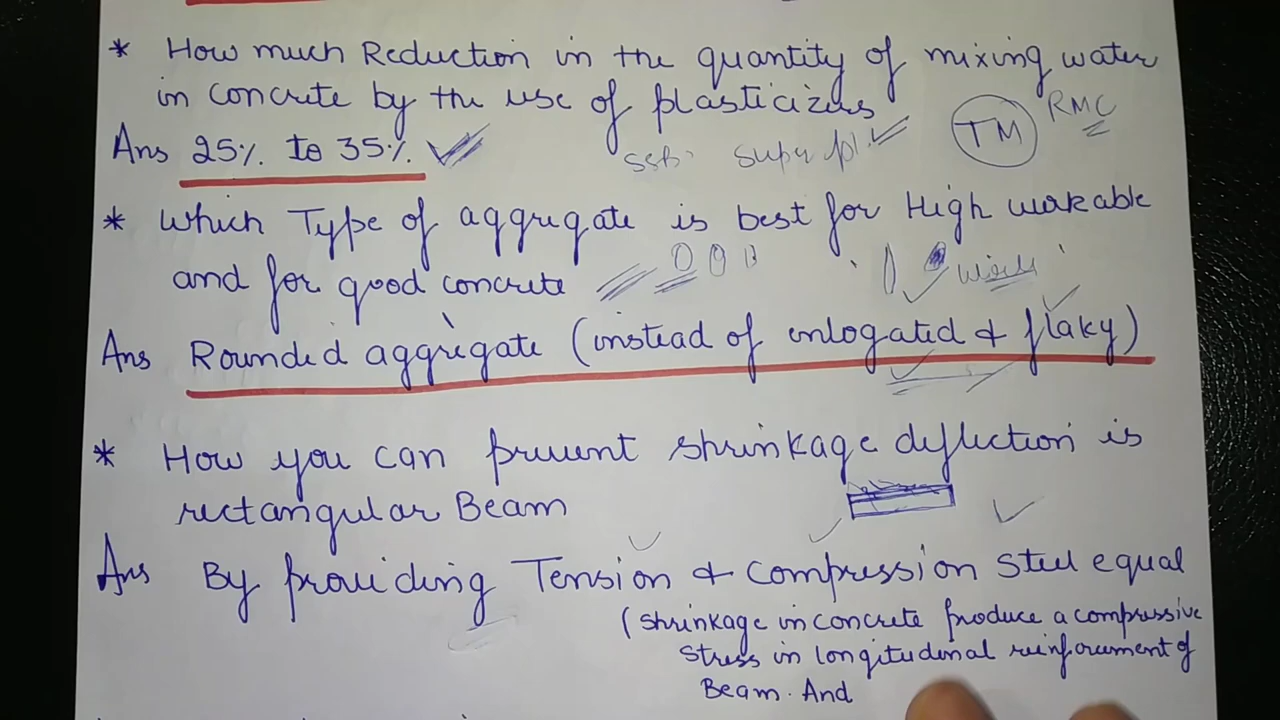 * How much Reduction in the quantity of mixing water
in concrete by the use of plasticizers
RMC
TM
Ans 25% to 35%
super pl.
* Which Type of aggregate is best for High workable
and for good concrete
Ans Rounded aggregate (instead of enlogated & flaky)
* How you can prevent shrinkage deflection is
rectangular Beam
Ans By providing Tension & compression Steel equal
(shrinkage in concrete produce a compressive
stress in longitudinal reinforcement of
Beam. And